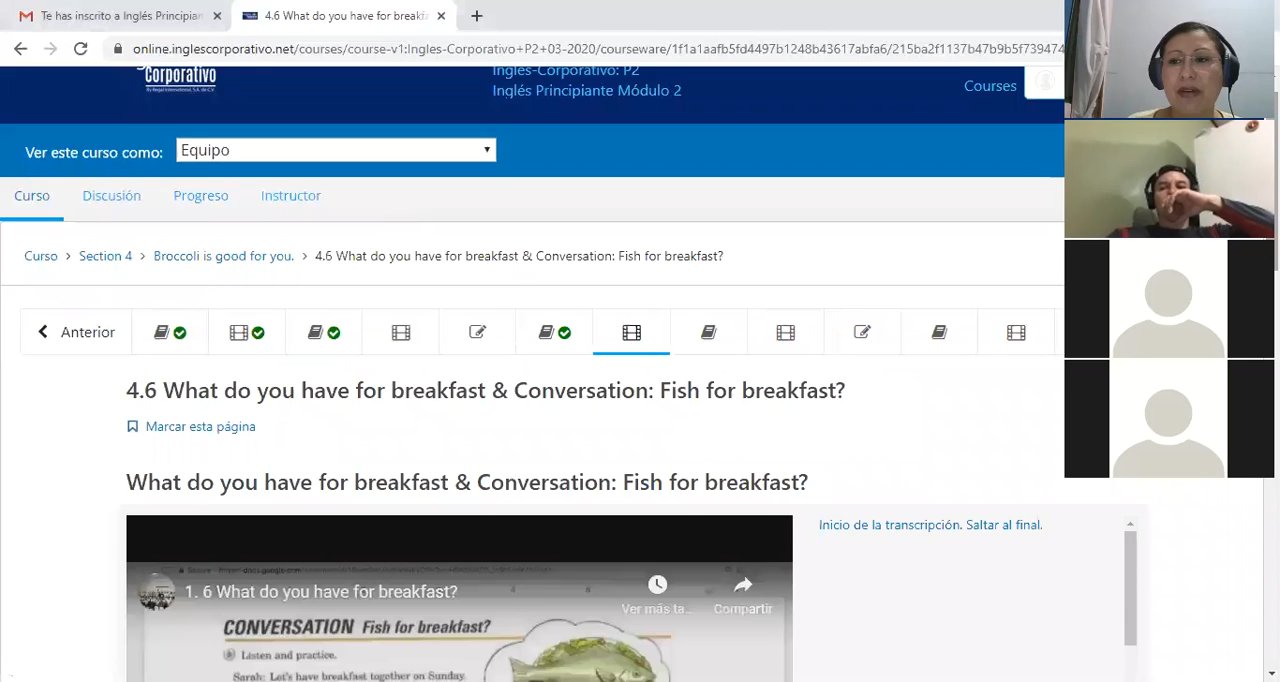 Te has inscrito a Inglés Principian
4.6 What do you have for breakfa
online.inglescorporativo.net/courses/course-v1:Ingles-Corporativo+P2+03-2020/courseware/1f1a1aafb5fd4497b1248b43617abfa6/215ba2f1137b47b9b5f739474
Corporativo
Ingles-Corporativo: P2
Inglés Principiante Módulo 2
Courses
Ver este curso como:
Equipo
Curso
Discusión
Progreso
Instructor
Curso > Section 4 > Broccoli is good for you. > 4.6 What do you have for breakfast & Conversation: Fish for breakfast?
Anterior
4.6 What do you have for breakfast & Conversation: Fish for breakfast?
Marcar esta página
What do you have for breakfast & Conversation: Fish for breakfast?
Inicio de la transcripción. Saltar al final.
1. 6 What do you have for breakfast?
Ver más ta...
Compartir
CONVERSATION Fish for breakfast?
Listen and practice.
Sarah: Let's have breakfast together on Sunday.